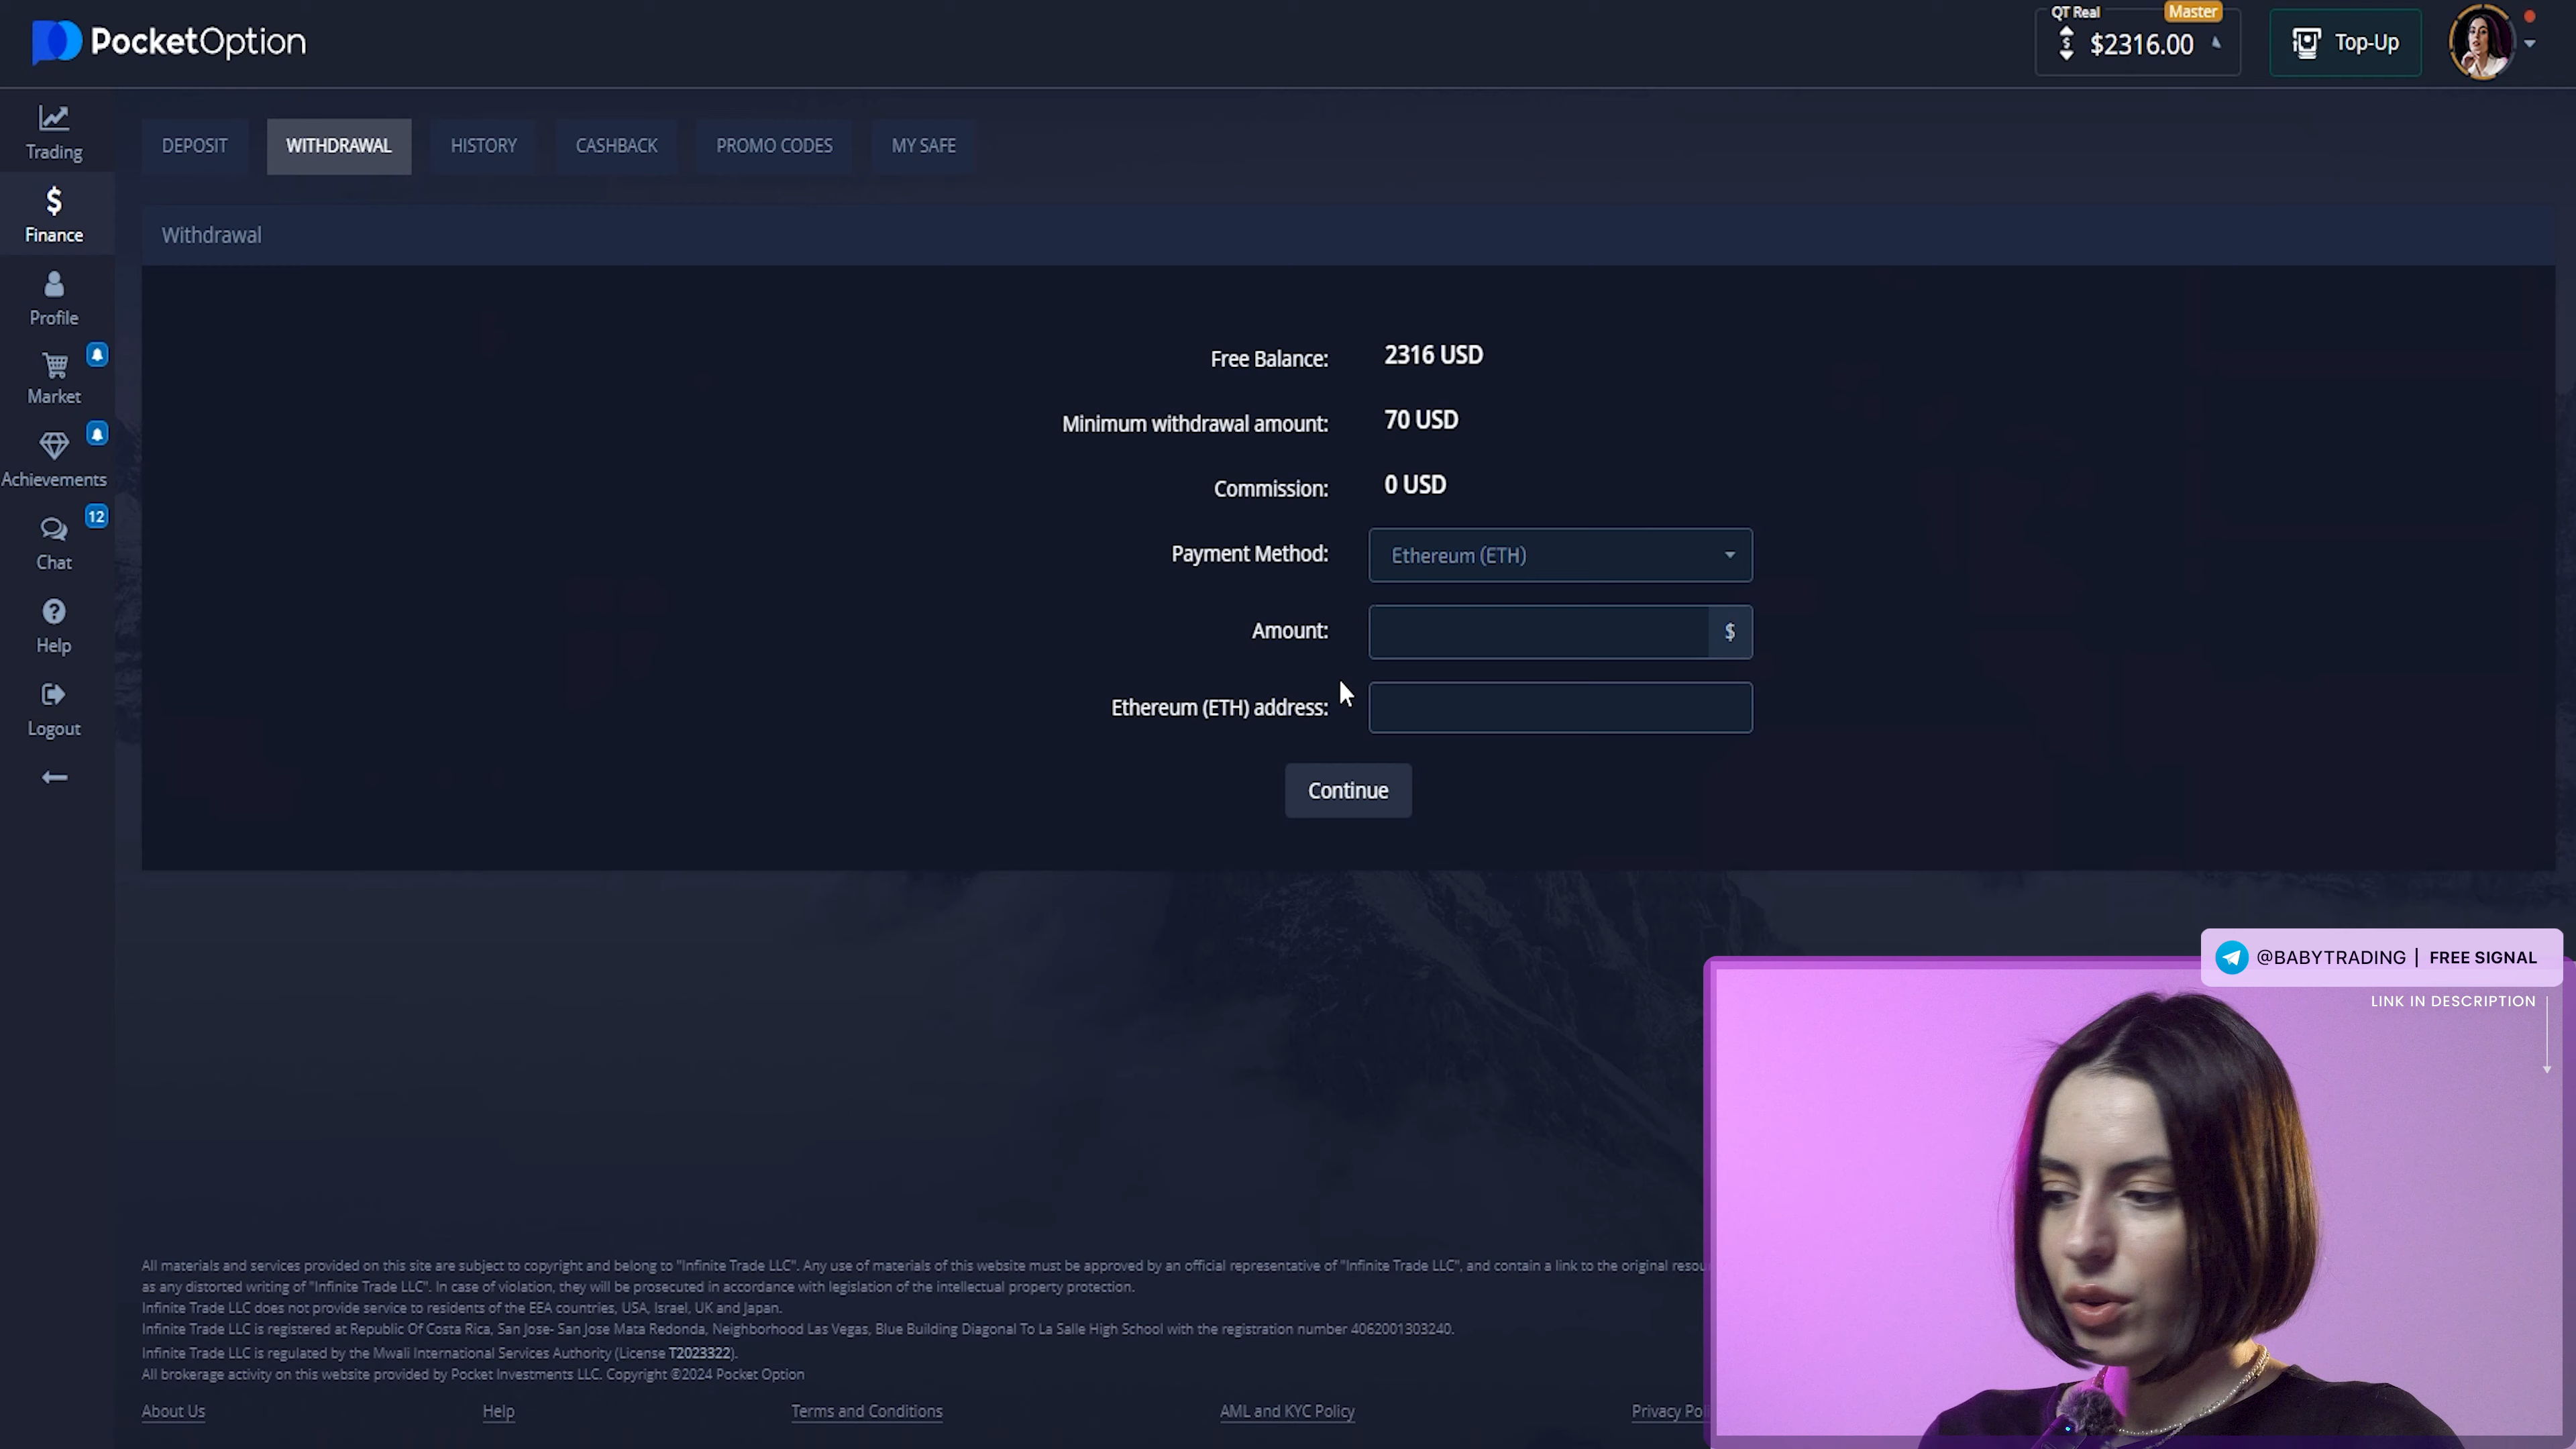 PocketOption
QT Real
Master
$
$2316.00
Top-Up
Trading
$
Finance
Profile
Market
Achievements
12
Chat
?
Help
Logout
DEPOSIT
WITHDRAWAL
HISTORY
CASHBACK
PROMO CODES
MY SAFE
Withdrawal
Free Balance: 2316 USD
Minimum withdrawal amount: 70 USD
Commission: 0 USD
Payment Method: Ethereum (ETH)
Amount: $
Ethereum (ETH) address:
Continue
@BABYTRADING | FREE SIGNAL
LINK IN DESCRIPTION
All materials and services provided on this site are subject to copyright and belong to "Infinite Trade LLC". Any use of materials of this website must be approved by an official representative of "Infinite Trade LLC", and contain a link to the original
as any distorted writing of "Infinite Trade LLC". In case of violation, they will be prosecuted in accordance with legislation of the intellectual property protection.
Infinite Trade LLC does not provide service to residents of the EEA countries, USA, Israel, UK and Japan.
Infinite Trade LLC is registered at Republic Of Costa Rica, San Jose- San Jose Mata Redonda, Neighborhood Las Vegas, Blue Building Diagonal To La Salle High School with the registration number 4062001303240.
Infinite Trade LLC is regulated by the Mwali International Services Authority (License T2023322).
All brokerage activity on this website provided by Pocket Investments LLC. Copyright ©2024 Pocket Option
About Us
Help
Terms and Conditions
AML and KYC Policy
Privacy